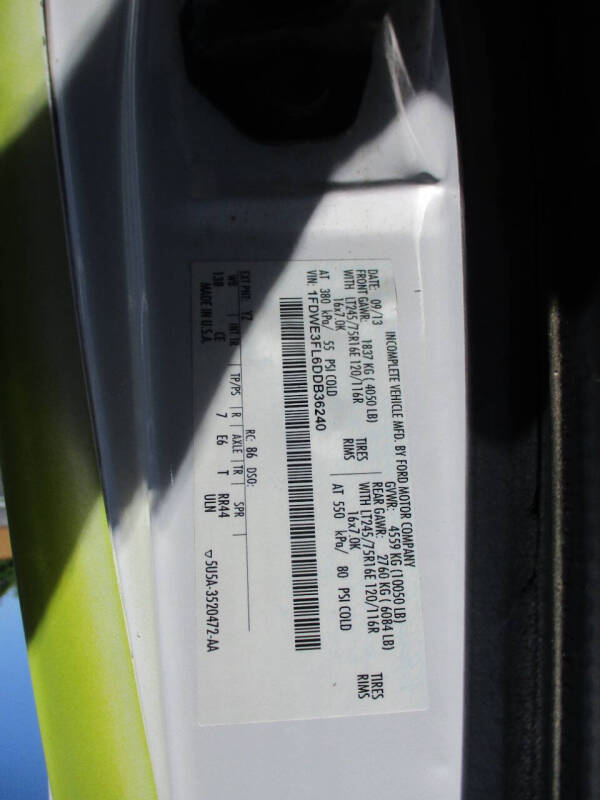 INCOMPLETE VEHICLE MFD. BY FORD MOTOR COMPANY
DATE: 09/13 GVWR: 4559 KG (10050 LB)
FRONT GAWR: 1837 KG (4050 LB) REAR GAWR: 2760 KG (6084 LB)
WITH LT245/75R16E 120/116R TIRES WITH LT245/75R16E 120/116R TIRES
16x7.0K RIMS 16x7.0K RIMS
AT 380 kPa/ 55 PSI COLD AT 550 kPa/ 80 PSI COLD
VIN: 1FDWE3FL6DDB36240
EXT PNT: YZ RC: 86 DSO:
WB INT TR TP/PS R AXLE TR SPR
138 CE 7 E6 T RR44
MADE IN U.S.A. ULN
▽5U5A-3520472-AA